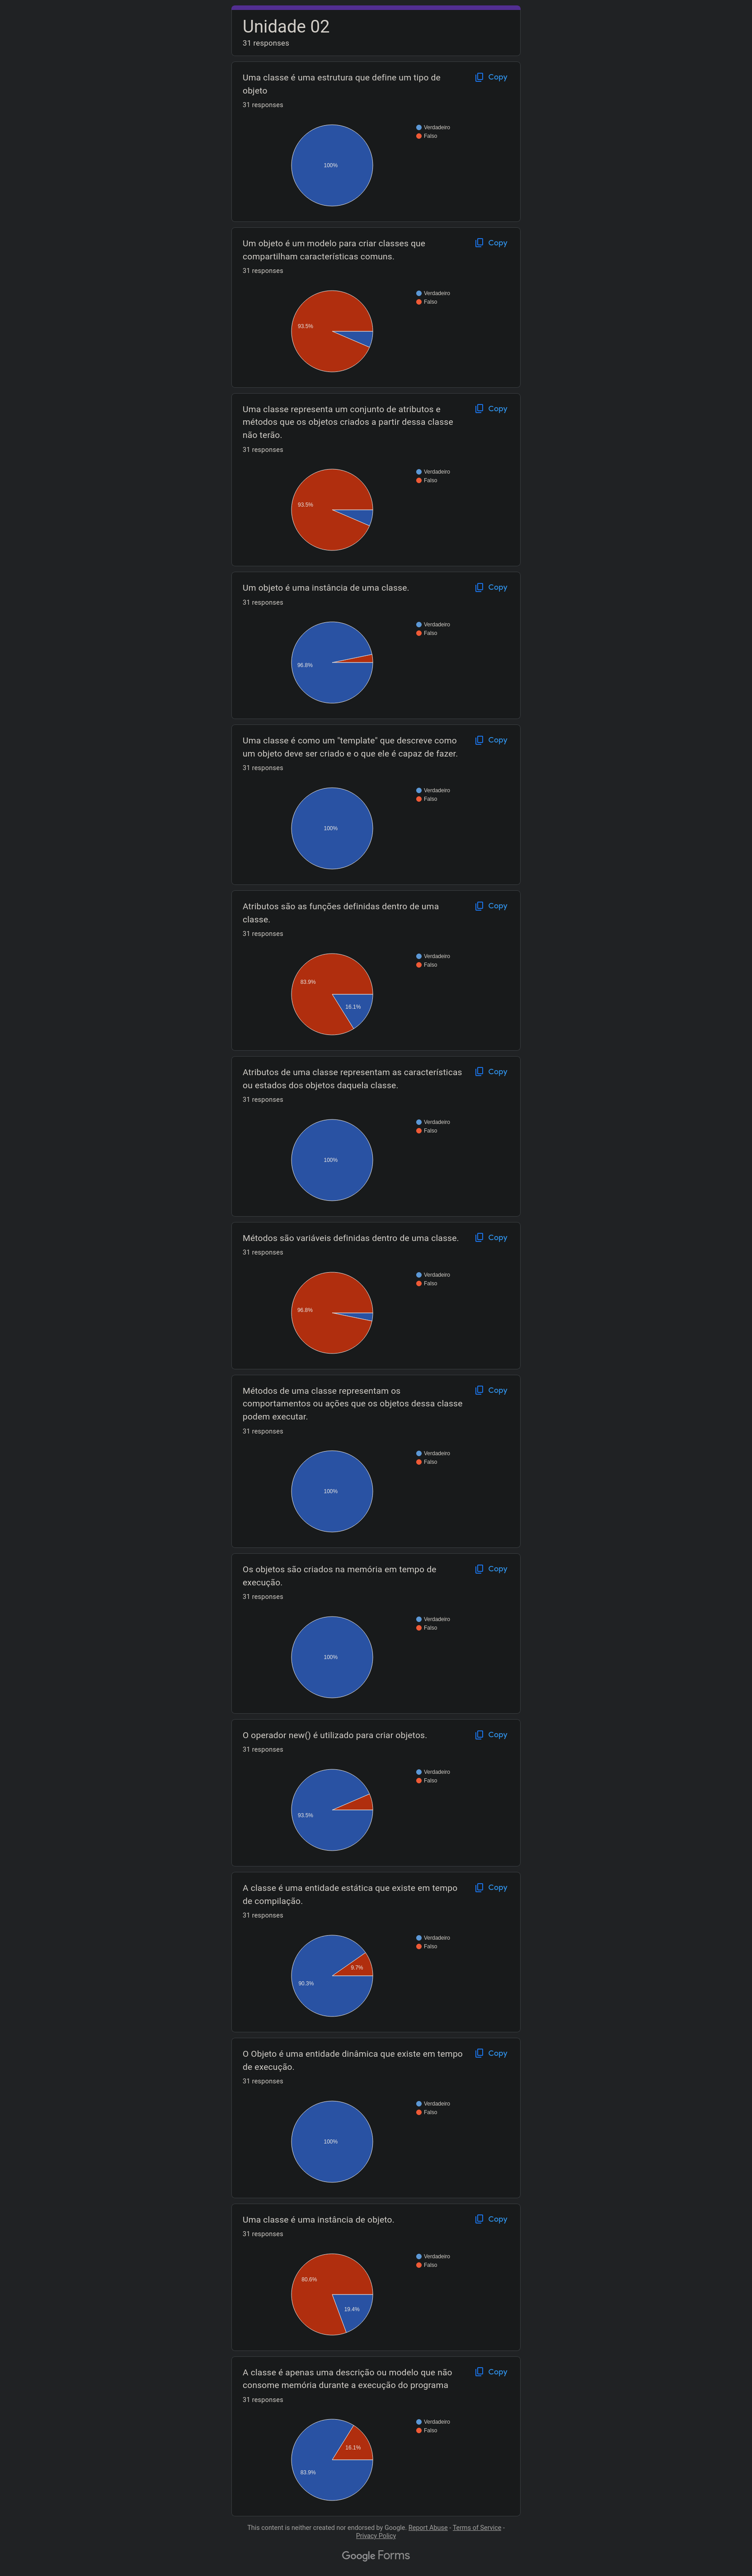 Unidade 02
31 responses
Uma classe é uma estrutura que define um tipo de
objeto
Copy
31 responses
Verdadeiro
Falso
100%
Um objeto é um modelo para criar classes que
compartilham características comuns.
Copy
31 responses
Verdadeiro
Falso
93.5%
Uma classe representa um conjunto de atributos e
métodos que os objetos criados a partir dessa classe
não terão.
Copy
31 responses
Verdadeiro
Falso
93.5%
Um objeto é uma instância de uma classe.
Copy
31 responses
Verdadeiro
Falso
96.8%
Uma classe é como um "template" que descreve como
um objeto deve ser criado e o que ele é capaz de fazer.
Copy
31 responses
Verdadeiro
Falso
100%
Atributos são as funções definidas dentro de uma
classe.
Copy
31 responses
Verdadeiro
Falso
83.9%
16.1%
Atributos de uma classe representam as características
ou estados dos objetos daquela classe.
Copy
31 responses
Verdadeiro
Falso
100%
Métodos são variáveis definidas dentro de uma classe.
Copy
31 responses
Verdadeiro
Falso
96.8%
Métodos de uma classe representam os
comportamentos ou ações que os objetos dessa classe
podem executar.
Copy
31 responses
Verdadeiro
Falso
100%
Os objetos são criados na memória em tempo de
execução.
Copy
31 responses
Verdadeiro
Falso
100%
O operador new() é utilizado para criar objetos.
Copy
31 responses
Verdadeiro
Falso
93.5%
A classe é uma entidade estática que existe em tempo
de compilação.
Copy
31 responses
Verdadeiro
Falso
9.7%
90.3%
O Objeto é uma entidade dinâmica que existe em tempo
de execução.
Copy
31 responses
Verdadeiro
Falso
100%
Uma classe é uma instância de objeto.
Copy
31 responses
Verdadeiro
Falso
80.6%
19.4%
A classe é apenas uma descrição ou modelo que não
consome memória durante a execução do programa
Copy
31 responses
Verdadeiro
Falso
16.1%
83.9%
This content is neither created nor endorsed by Google. Report Abuse - Terms of Service -
Privacy Policy
Google Forms